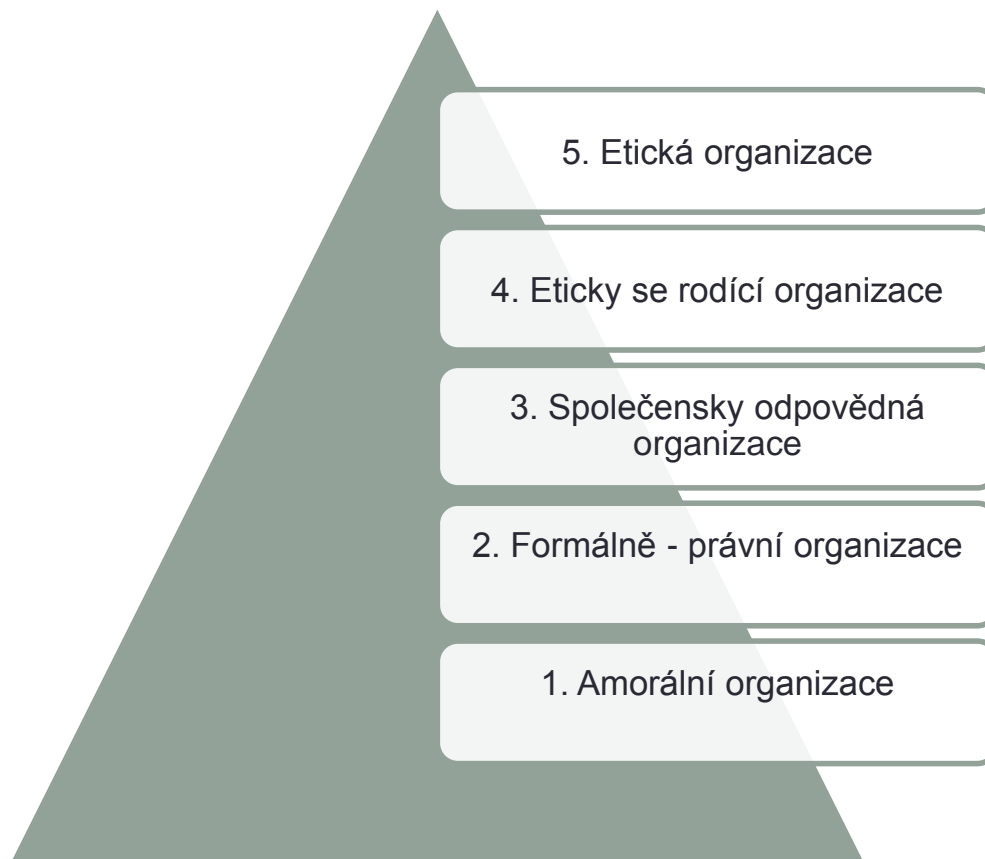 5. Etická organizace
4. Eticky se rodící organizace
3. Společensky odpovědná
organizace
2. Formálně - právní organizace
1. Amorální organizace